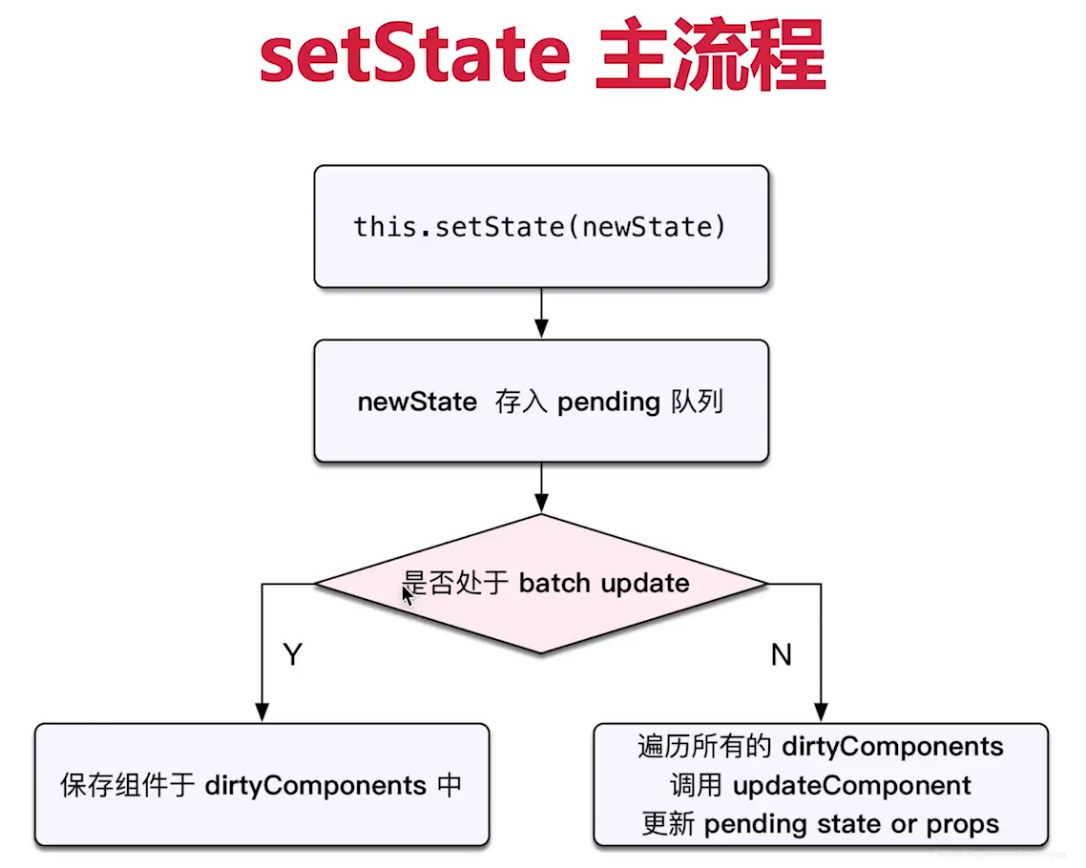 setState 主流程
this.setState(newState)
newState 存入 pending 队列
是否处于 batch update
Y
N
保存组件于 dirtyComponents 中
遍历所有的 dirtyComponents
调用 updateComponent
更新 pending state or props